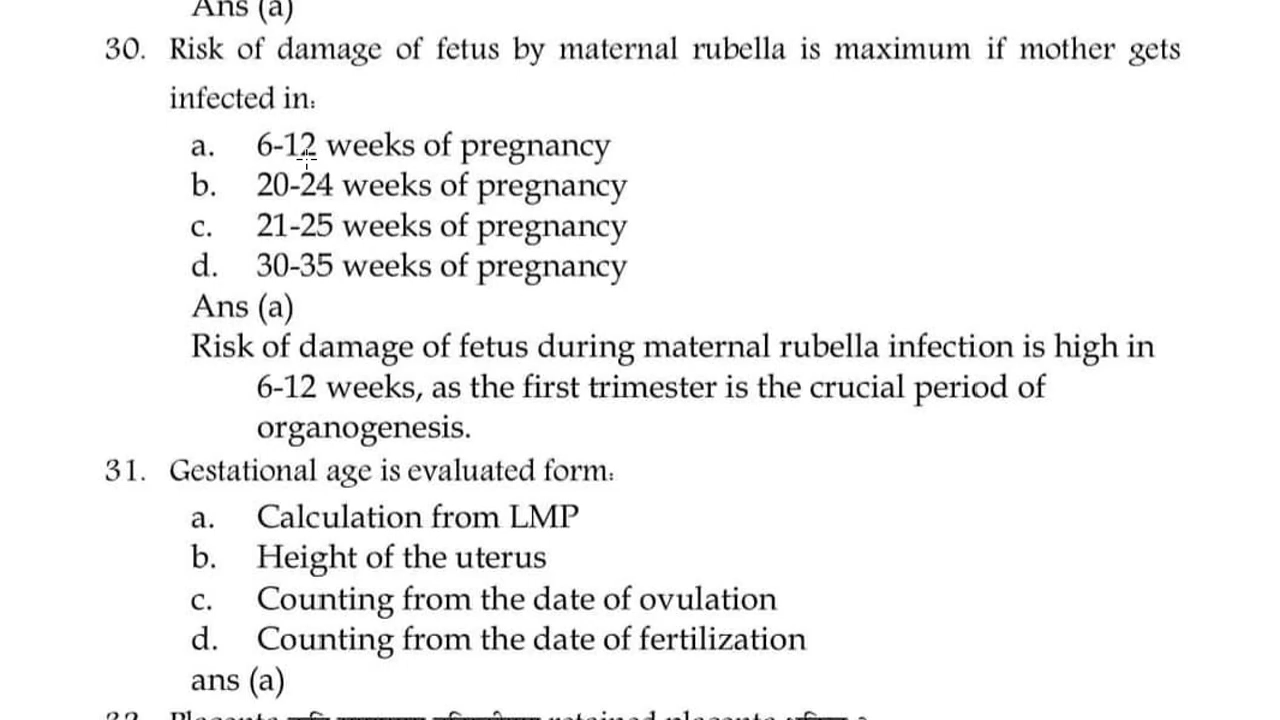 Ans (a)
30. Risk of damage of fetus by maternal rubella is maximum if mother gets
infected in:
a. 6-12 weeks of pregnancy
b. 20-24 weeks of pregnancy
c. 21-25 weeks of pregnancy
d. 30-35 weeks of pregnancy
Ans (a)
Risk of damage of fetus during maternal rubella infection is high in
6-12 weeks, as the first trimester is the crucial period of
organogenesis.
31. Gestational age is evaluated form:
a. Calculation from LMP
b. Height of the uterus
c. Counting from the date of ovulation
d. Counting from the date of fertilization
ans (a)